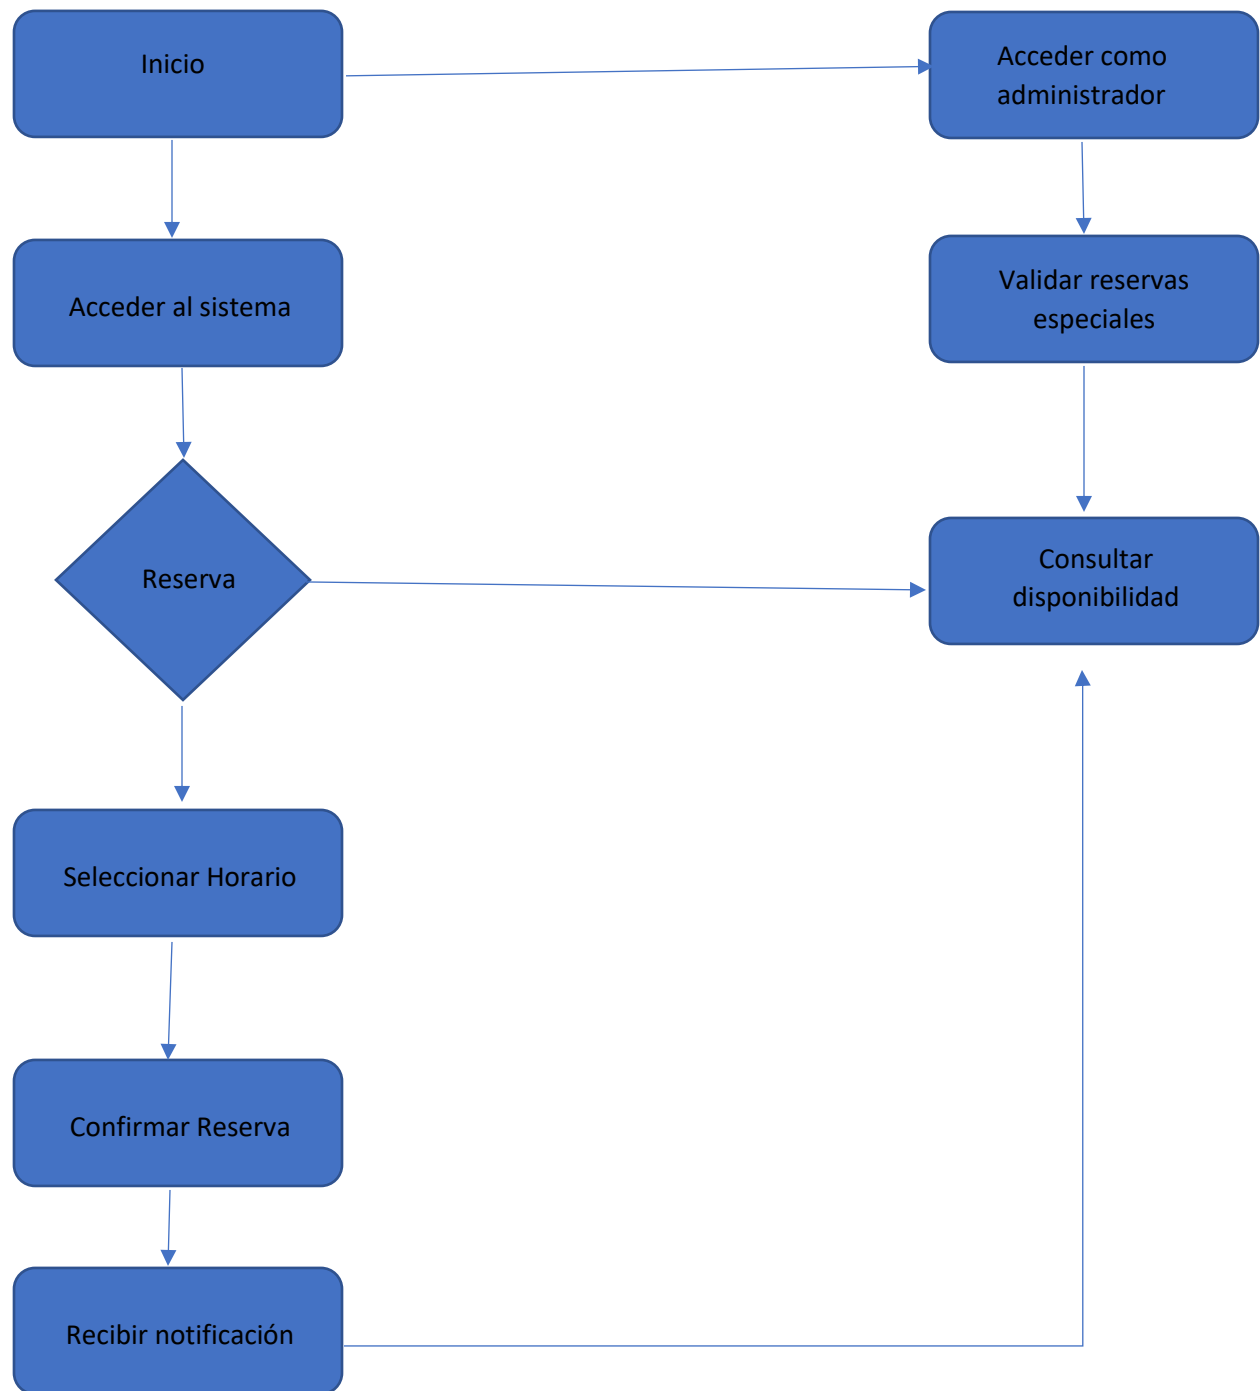 Inicio
Acceder como
administrador
Acceder al sistema
Validar reservas
especiales
Reserva
Consultar
disponibilidad
Seleccionar Horario
Confirmar Reserva
Recibir notificación